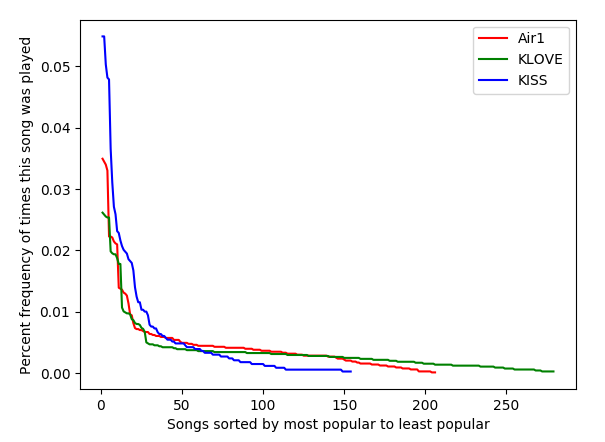 Air1
KLOVE
KISS
0.05
0.04
0.03
0.02
0.01
0.00
Percent frequency of times this song was played
0 50 100 150 200 250
Songs sorted by most popular to least popular